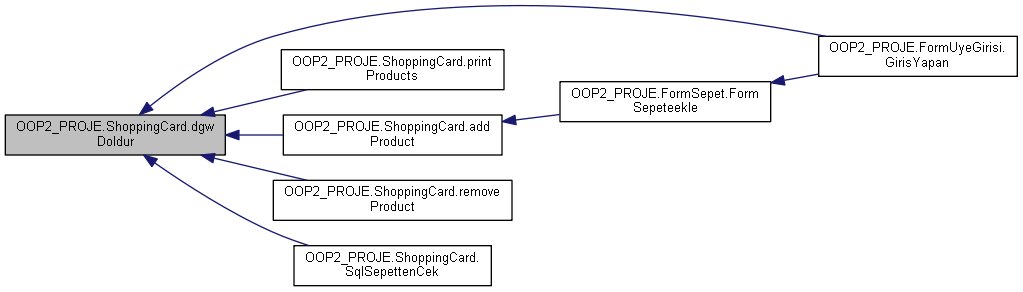 OOP2_PROJE.FormUyeGirisi.
GirisYapan
OOP2_PROJE.ShoppingCard.print
Products
OOP2_PROJE.FormSepet.Form
Sepeteekle
OOP2_PROJE.ShoppingCard.dgw
Doldur
OOP2_PROJE.ShoppingCard.add
Product
OOP2_PROJE.ShoppingCard.remove
Product
OOP2_PROJE.ShoppingCard.
SqlSepettenCek